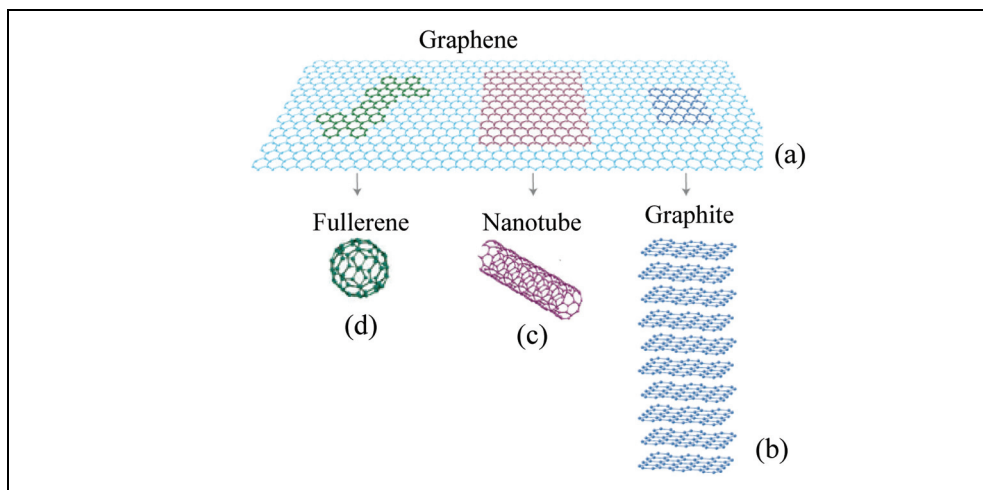 Graphene
(a)
Fullerene
Nanotube
Graphite
(d)
(c)
(b)